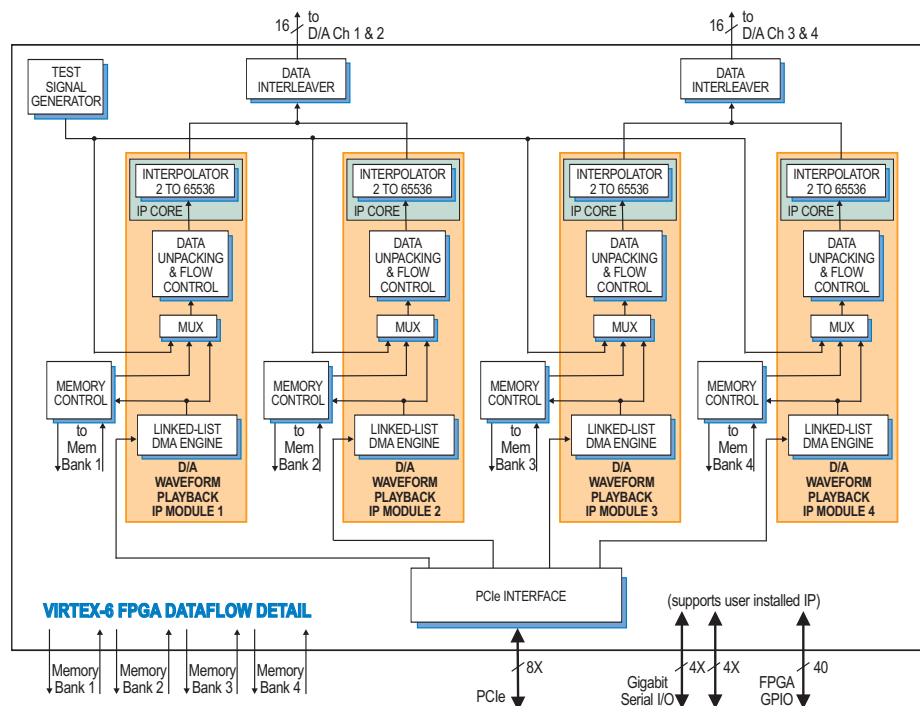 16 to
D/A Ch 1 & 2
16 to
D/A Ch 3 & 4
TEST
SIGNAL
GENERATOR
DATA
INTERLEAVER
DATA
INTERLEAVER
INTERPOLATOR
2 TO 65536
IP CORE
DATA
UNPACKING
& FLOW
CONTROL
MUX
MEMORY
CONTROL
to
Mem
Bank 1
LINKED-LIST
DMA ENGINE
D/A
WAVEFORM
PLAYBACK
IP MODULE 1
INTERPOLATOR
2 TO 65536
IP CORE
DATA
UNPACKING
& FLOW
CONTROL
MUX
MEMORY
CONTROL
to
Mem
Bank 2
LINKED-LIST
DMA ENGINE
D/A
WAVEFORM
PLAYBACK
IP MODULE 2
INTERPOLATOR
2 TO 65536
IP CORE
DATA
UNPACKING
& FLOW
CONTROL
MUX
MEMORY
CONTROL
to
Mem
Bank 3
LINKED-LIST
DMA ENGINE
D/A
WAVEFORM
PLAYBACK
IP MODULE 3
INTERPOLATOR
2 TO 65536
IP CORE
DATA
UNPACKING
& FLOW
CONTROL
MUX
MEMORY
CONTROL
to
Mem
Bank 4
LINKED-LIST
DMA ENGINE
D/A
WAVEFORM
PLAYBACK
IP MODULE 4
PCIe INTERFACE
VIRTEX-6 FPGA DATAFLOW DETAIL
(supports user installed IP)
Memory
Bank 1
Memory
Bank 2
Memory
Bank 3
Memory
Bank 4
8X
PCIe
4X
4X
Gigabit
Serial I/O
40
FPGA
GPIO